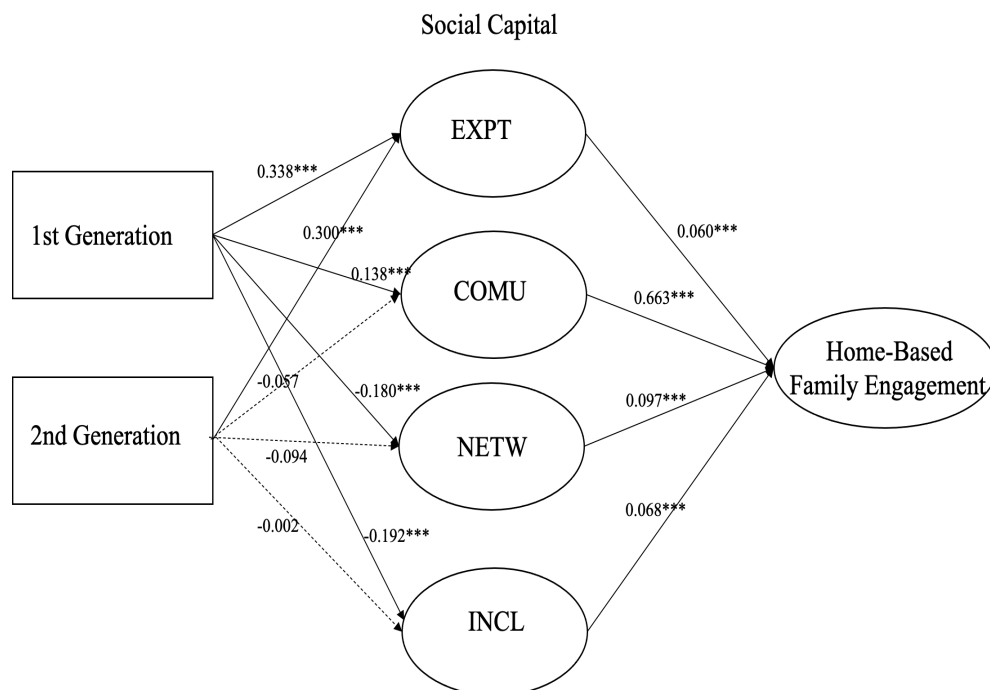 Social Capital
EXPT
0.338***
1st Generation
0.300***
0.060***
0.138***
COMU
0.663***
Home-Based
Family Engagement
-0.057
-0.180***
0.097***
2nd Generation
NETW
-0.094
0.068***
-0.002
-0.192***
INCL